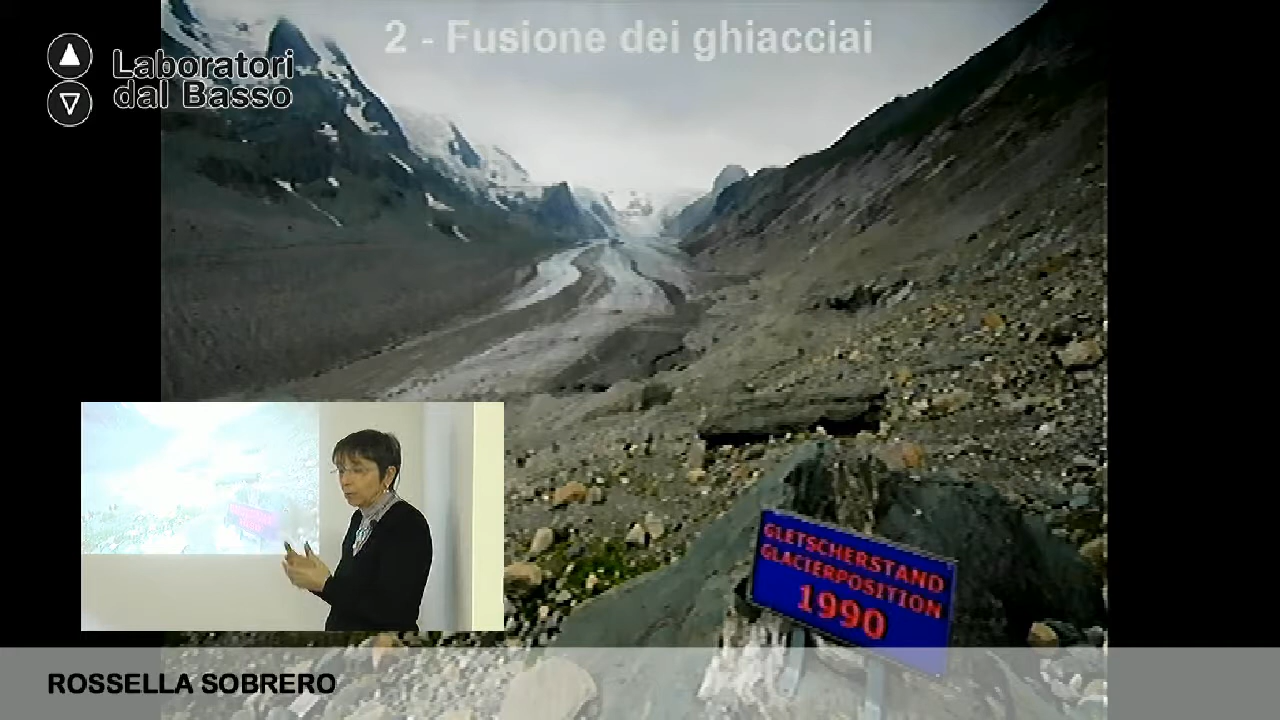 2 - Fusione dei ghiacciai
Laboratori
dal Basso
GLETSCHERSTAND
GLACIERPOSITION
1990
ROSSELLA SOBRERO